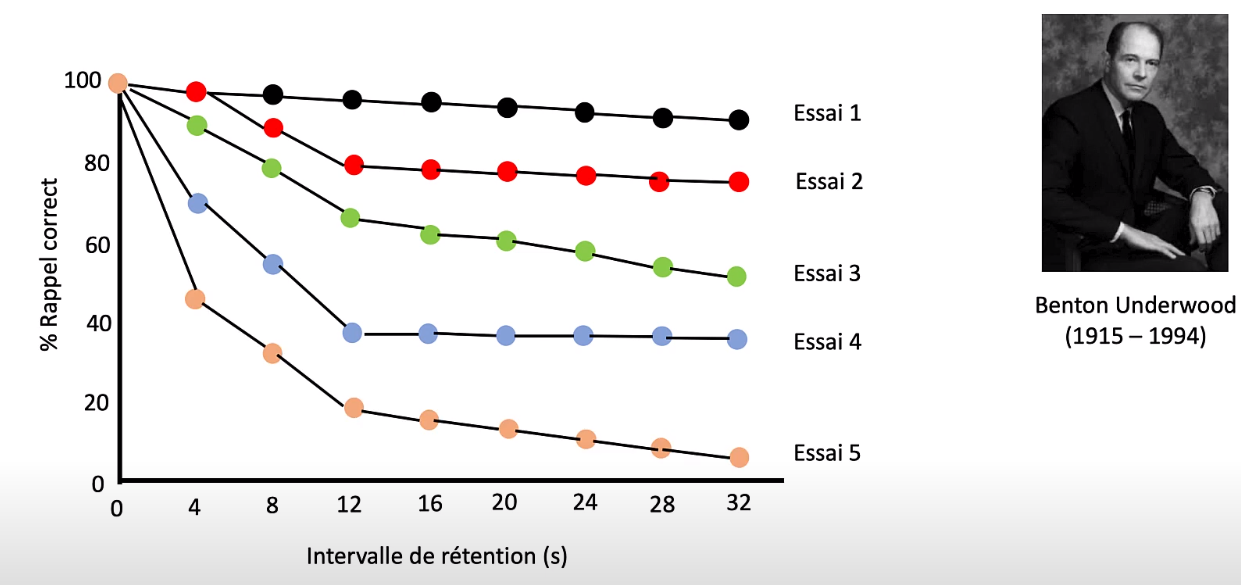 100
80
60
40
20
0
% Rappel correct
0 4 8 12 16 20 24 28 32
Intervalle de rétention (s)
Essai 1
Essai 2
Essai 3
Essai 4
Essai 5
Benton Underwood
(1915 – 1994)